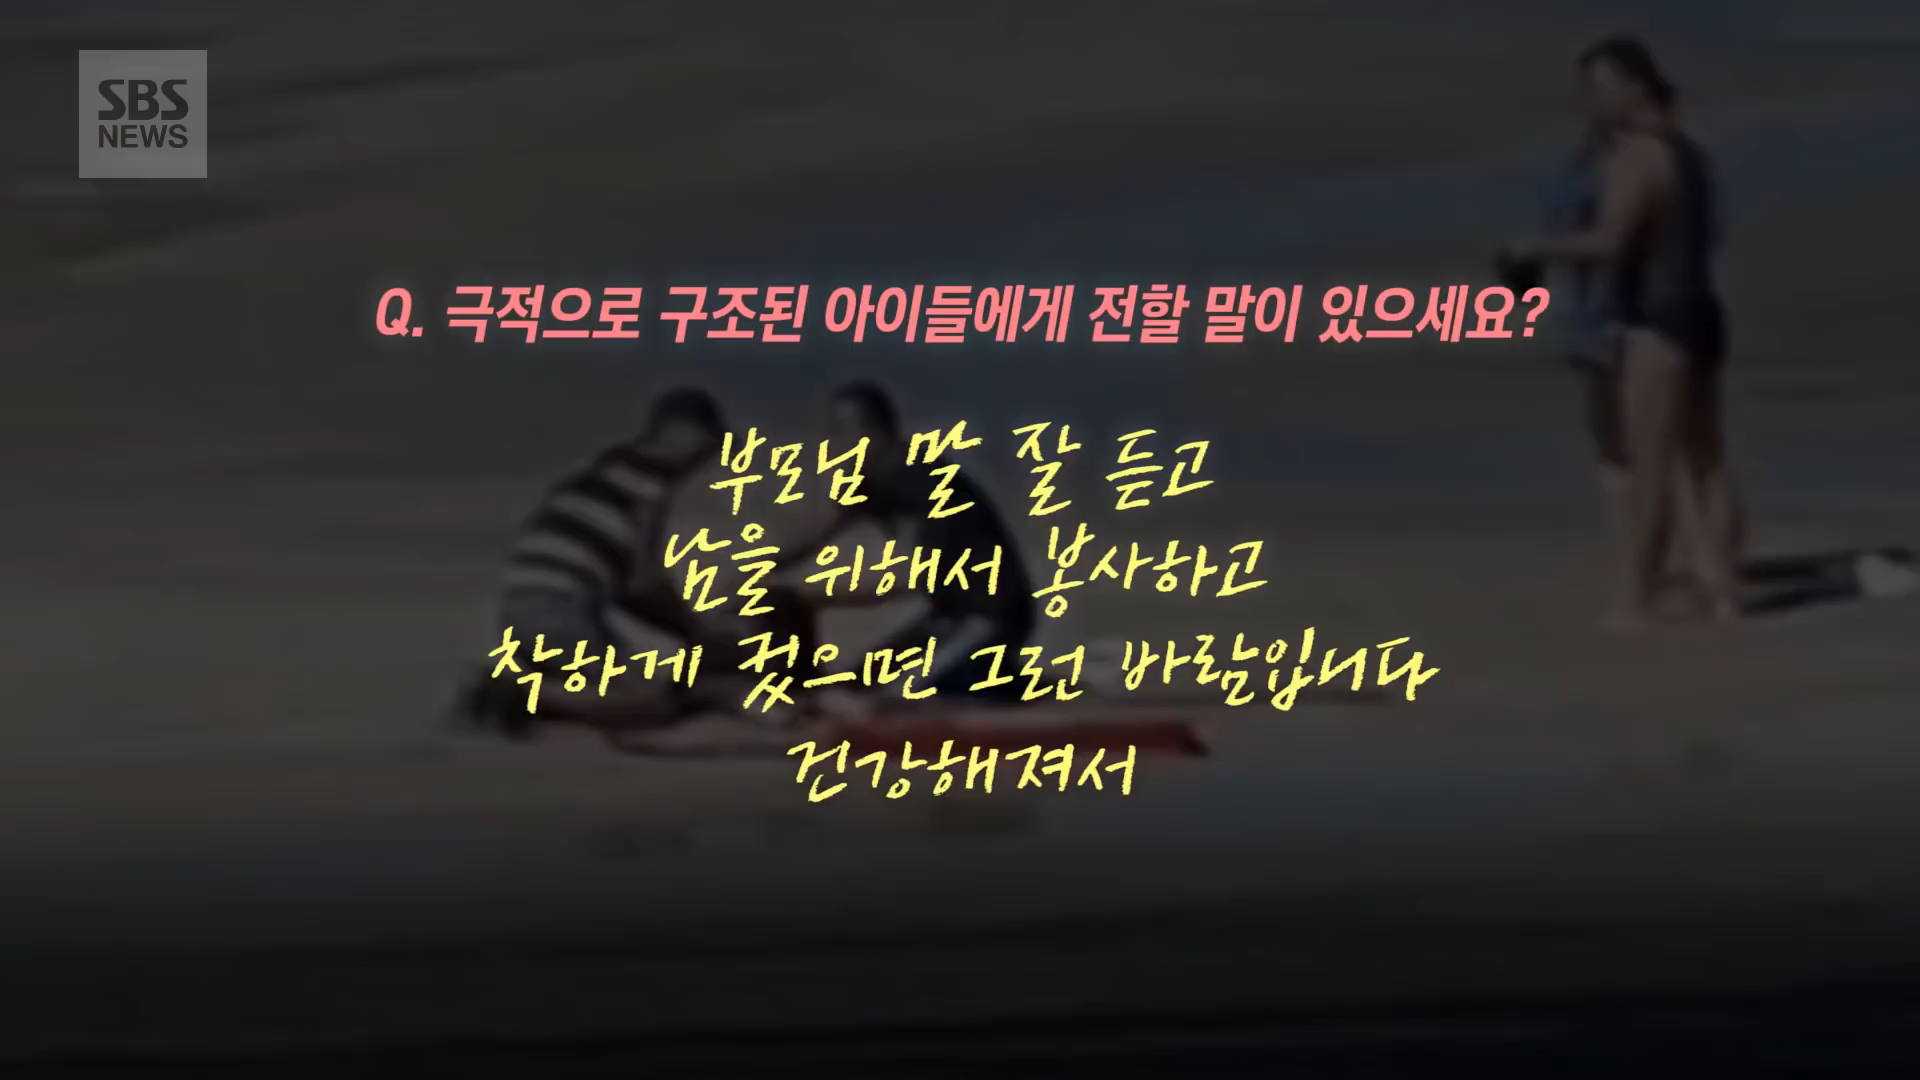 SBS
NEWS
Q. 극적으로 구조된 아이들에게 전할 말이 있으세요?
부모님 말 잘 듣고
남을 위해서 봉사하고
착하게 컸으면 그런 바람입니다
건강해져서